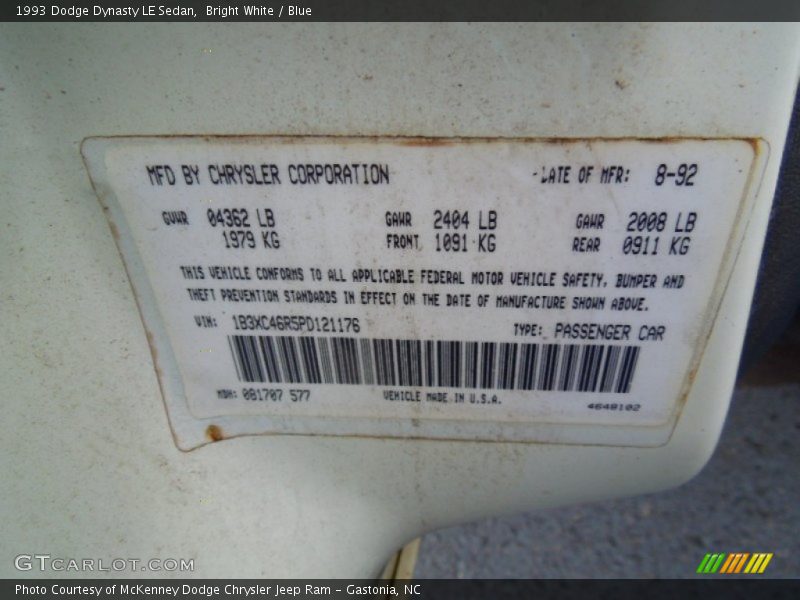 1993 Dodge Dynasty LE Sedan,  Bright White / Blue
MFD BY CHRYSLER CORPORATION   DATE OF MFR:   8-92
GVWR   04362 LB   GAWR   2404 LB   GAWR   2008 LB
1979 KG   FRONT   1091 KG   REAR   0911 KG
THIS VEHICLE CONFORMS TO ALL APPLICABLE FEDERAL MOTOR VEHICLE SAFETY, BUMPER AND
THEFT PREVENTION STANDARDS IN EFFECT ON THE DATE OF MANUFACTURE SHOWN ABOVE.
VIN:   1B3XC46R5PD121176   TYPE:   PASSENGER CAR
MDH:   081707 577   VEHICLE MADE IN U.S.A.   4648102
GTCARLOT.COM
Photo Courtesy of McKenney Dodge Chrysler Jeep Ram – Gastonia, NC